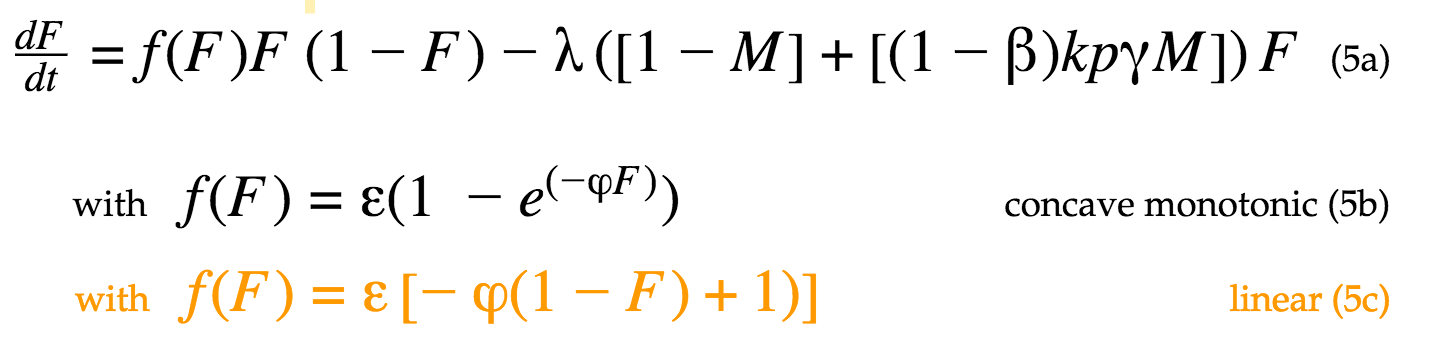 dF/dt = f(F)F (1 − F) − λ([1 − M] + [(1 − β)kpγM]) F (5a)
with f(F) = ε(1 − e^(−φF)) concave monotonic (5b)
with f(F) = ε [− φ(1 − F) + 1)] linear (5c)